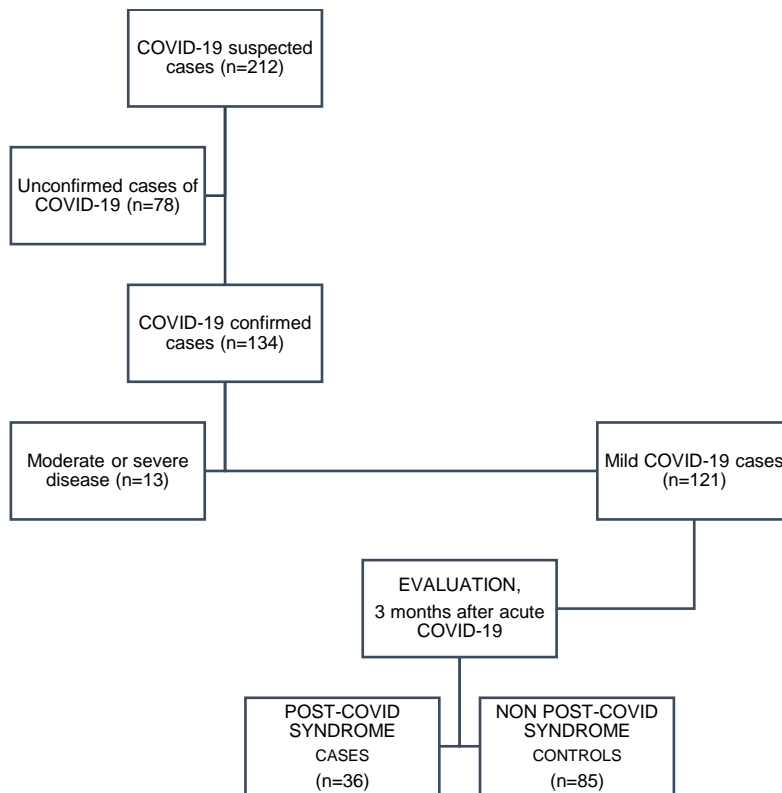 COVID-19 suspected
cases (n=212)
Unconfirmed cases of
COVID-19 (n=78)
COVID-19 confirmed
cases (n=134)
Moderate or severe
disease (n=13)
Mild COVID-19 cases
(n=121)
EVALUATION,
3 months after acute
COVID-19
POST-COVID
SYNDROME
CASES
(n=36)
NON POST-COVID
SYNDROME
CONTROLS
(n=85)